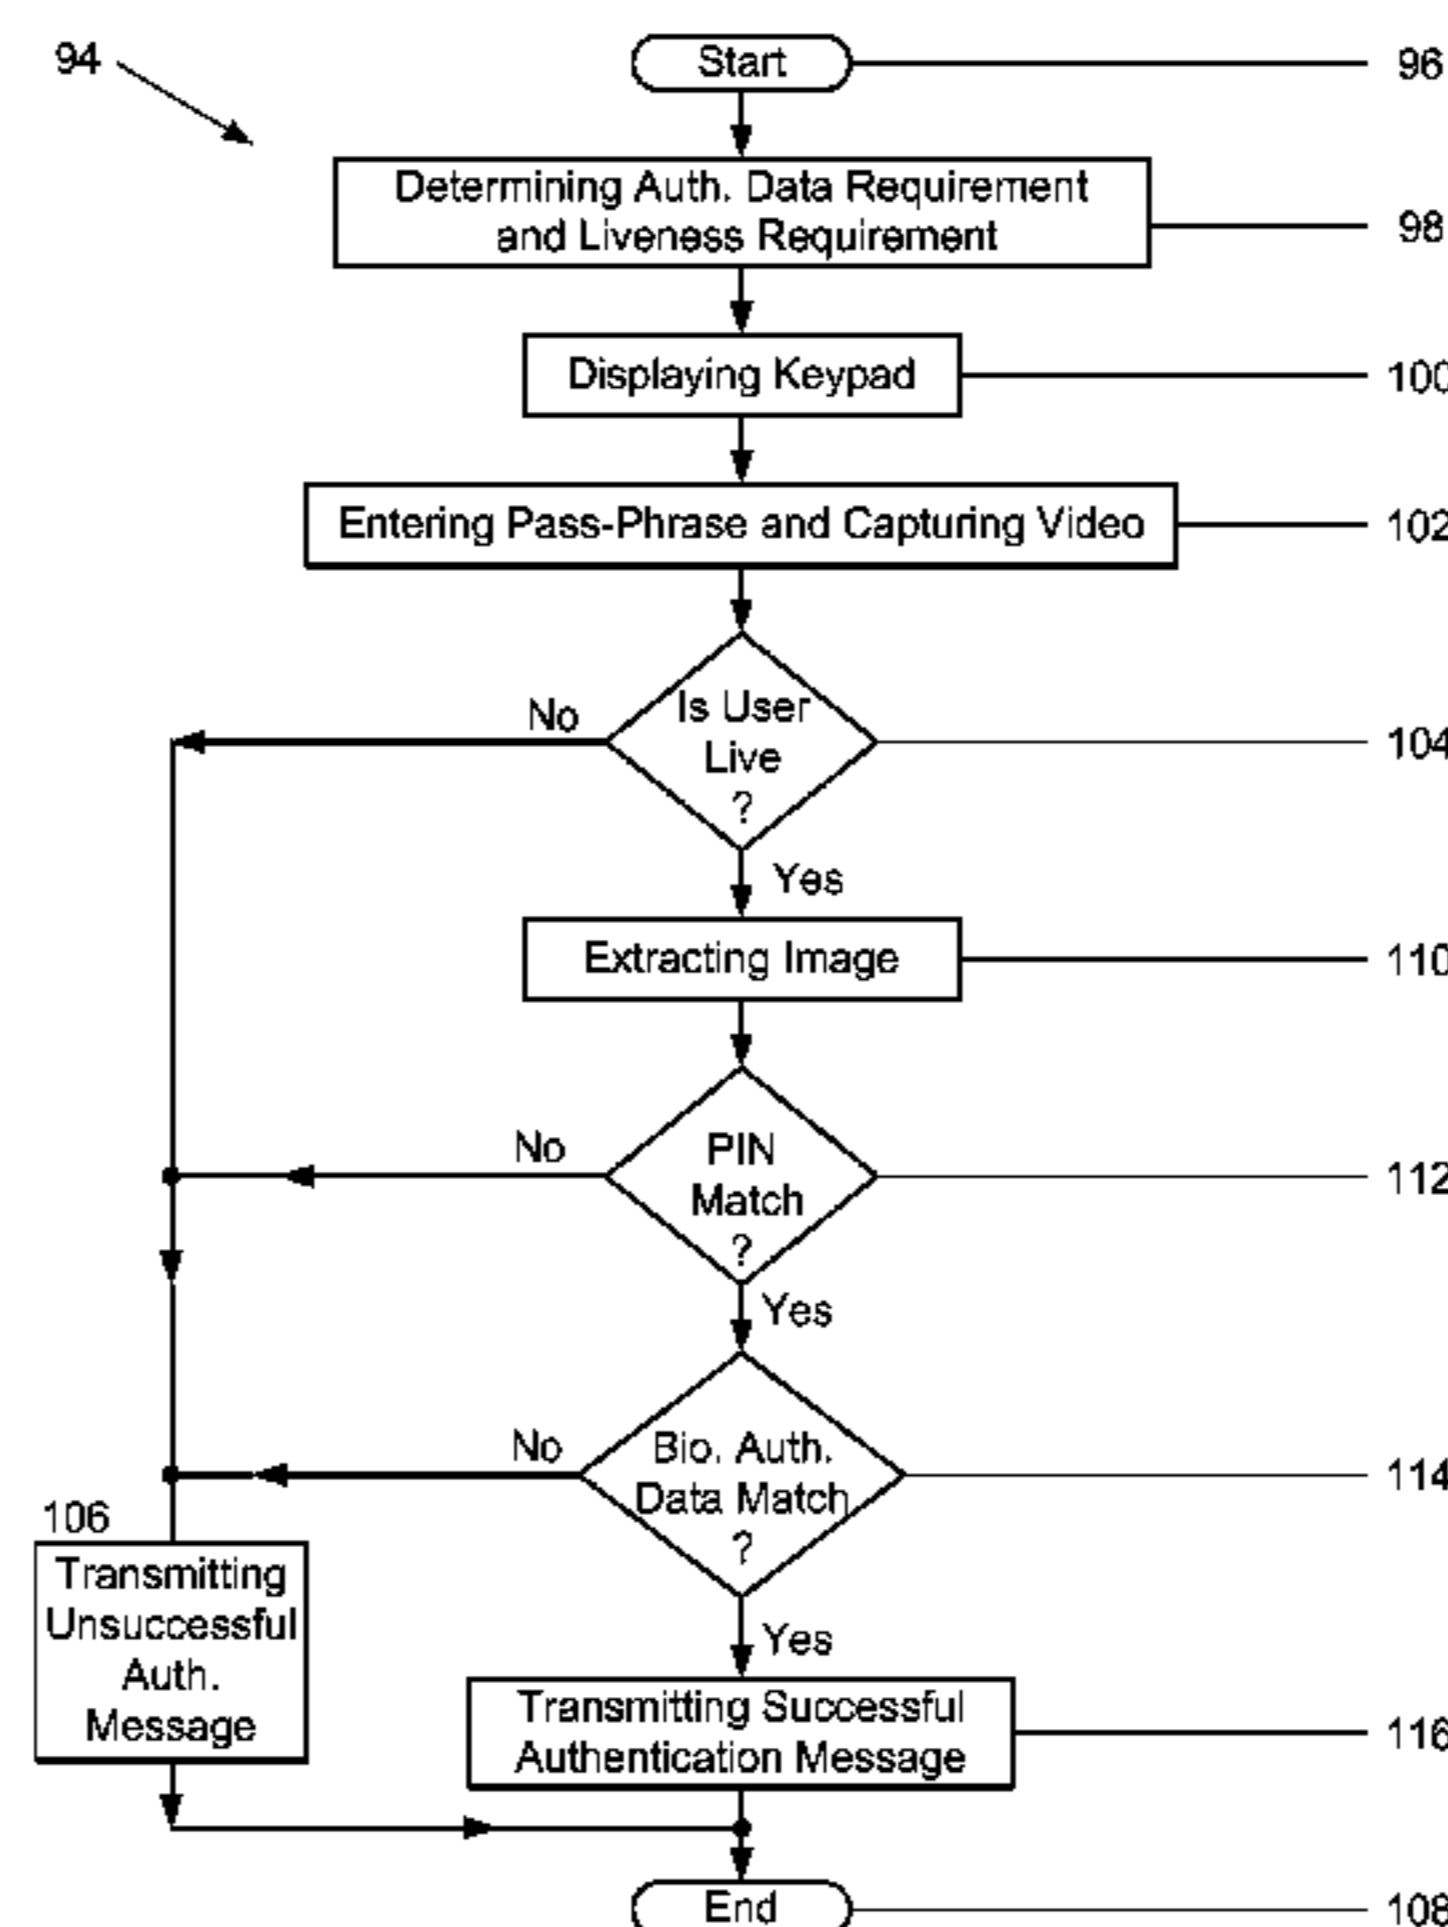 94
Start
96
Determining Auth. Data Requirement
and Liveness Requirement
98
Displaying Keypad
100
Entering Pass-Phrase and Capturing Video
102
Is User
Live
?
No
104
Yes
Extracting Image
110
PIN
Match
?
No
112
Yes
Bio. Auth.
Data Match
?
No
114
106
Transmitting
Unsuccessful
Auth.
Message
Yes
Transmitting Successful
Authentication Message
116
End
108